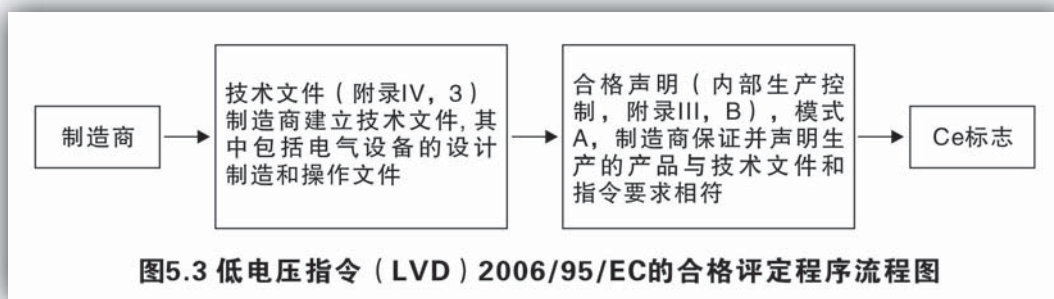 制造商
技术文件（附录IV，3）
制造商建立技术文件,其
中包括电气设备的设计
制造和操作文件
合格声明（内部生产控
制，附录III，B），模式
A，制造商保证并声明生
产的产品与技术文件和
指令要求相符
Ce标志
图5.3 低电压指令（LVD）2006/95/EC的合格评定程序流程图